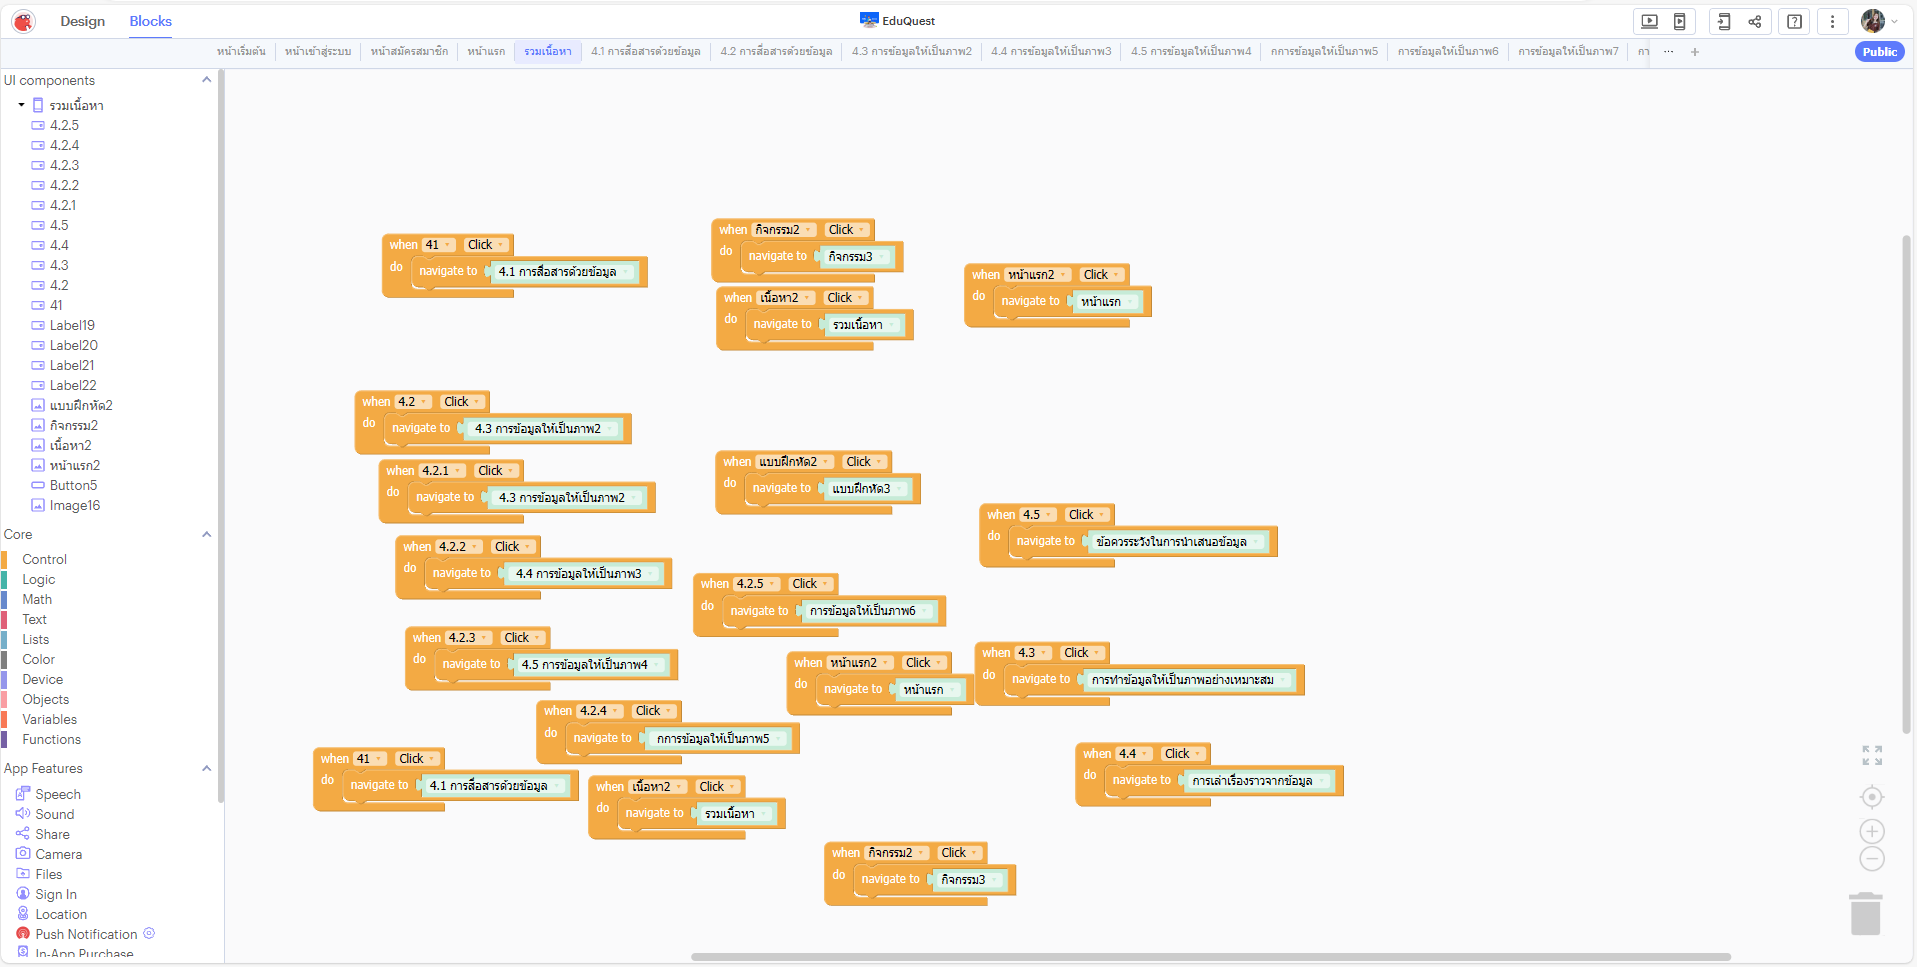 Design
Blocks
EduQuest
หน้าเริ่มต้น
หน้าเข้าสู่ระบบ
หน้าสมัครสมาชิก
หน้าแรก
รวมเนื้อหา
4.1 การสื่อสารด้วยข้อมูล
4.2 การสื่อสารด้วยข้อมูล
4.3 การข้อมูลให้เป็นภาพ2
4.4 การข้อมูลให้เป็นภาพ3
4.5 การข้อมูลให้เป็นภาพ4
กการข้อมูลให้เป็นภาพ5
การข้อมูลให้เป็นภาพ6
การข้อมูลให้เป็นภาพ7
กา
Public
UI components
รวมเนื้อหา
4.2.5
4.2.4
4.2.3
4.2.2
4.2.1
4.5
4.4
4.3
4.2
41
Label19
Label20
Label21
Label22
แบบฝึกหัด2
กิจกรรม2
เนื้อหา2
หน้าแรก2
Button5
Image16
Core
Control
Logic
Math
Text
Lists
Color
Device
Objects
Variables
Functions
App Features
Speech
Sound
Share
Camera
Files
Sign In
Location
Push Notification
In-App Purchase
when 41 Click
do navigate to 4.1 การสื่อสารด้วยข้อมูล
when กิจกรรม2 Click
do navigate to กิจกรรม3
when เนื้อหา2 Click
do navigate to รวมเนื้อหา
when หน้าแรก2 Click
do navigate to หน้าแรก
when 4.2 Click
do navigate to 4.3 การข้อมูลให้เป็นภาพ2
when 4.2.1 Click
do navigate to 4.3 การข้อมูลให้เป็นภาพ2
when แบบฝึกหัด2 Click
do navigate to แบบฝึกหัด3
when 4.5 Click
do navigate to ข้อควรระวังในการนำเสนอข้อมูล
when 4.2.2 Click
do navigate to 4.4 การข้อมูลให้เป็นภาพ3
when 4.2.5 Click
do navigate to การข้อมูลให้เป็นภาพ6
when 4.2.3 Click
do navigate to 4.5 การข้อมูลให้เป็นภาพ4
when หน้าแรก2 Click
do navigate to หน้าแรก
when 4.3 Click
do navigate to การทำข้อมูลให้เป็นภาพอย่างเหมาะสม
when 4.2.4 Click
do navigate to กการข้อมูลให้เป็นภาพ5
when 41 Click
do navigate to 4.1 การสื่อสารด้วยข้อมูล
when เนื้อหา2 Click
do navigate to รวมเนื้อหา
when 4.4 Click
do navigate to การเล่าเรื่องราวจากข้อมูล
when กิจกรรม2 Click
do navigate to กิจกรรม3